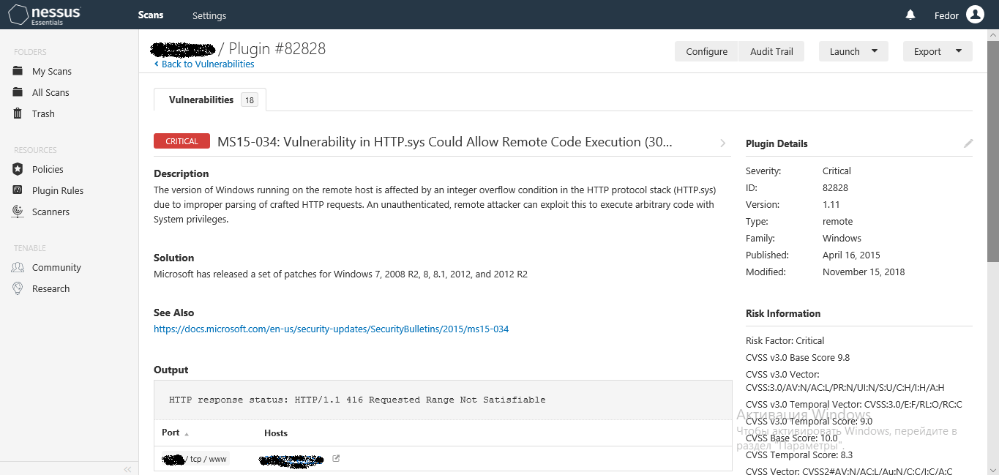 nessus
Essentials
Scans
Settings
Fedor
FOLDERS
My Scans
All Scans
Trash
RESOURCES
Policies
Plugin Rules
Scanners
TENABLE
Community
Research
/ Plugin #82828
Back to Vulnerabilities
Configure
Audit Trail
Launch
Export
Vulnerabilities 18
CRITICAL MS15-034: Vulnerability in HTTP.sys Could Allow Remote Code Execution (30...
Description
The version of Windows running on the remote host is affected by an integer overflow condition in the HTTP protocol stack (HTTP.sys)
due to improper parsing of crafted HTTP requests. An unauthenticated, remote attacker can exploit this to execute arbitrary code with
System privileges.
Solution
Microsoft has released a set of patches for Windows 7, 2008 R2, 8, 8.1, 2012, and 2012 R2
See Also
https://docs.microsoft.com/en-us/security-updates/SecurityBulletins/2015/ms15-034
Output
HTTP response status: HTTP/1.1 416 Requested Range Not Satisfiable
Port Hosts
/ tcp / www
Plugin Details
Severity: Critical
ID: 82828
Version: 1.11
Type: remote
Family: Windows
Published: April 16, 2015
Modified: November 15, 2018
Risk Information
Risk Factor: Critical
CVSS v3.0 Base Score 9.8
CVSS v3.0 Vector:
CVSS:3.0/AV:N/AC:L/PR:N/UI:N/S:U/C:H/I:H/A:H
CVSS v3.0 Temporal Vector: CVSS:3.0/E:F/RL:O/RC:C
CVSS v3.0 Temporal Score: 9.0
CVSS Base Score: 10.0
CVSS Temporal Score: 8.3
CVSS Vector: CVSS2#AV:N/AC:L/Au:N/C:C/I:C/A:C
Активация Windows
Чтобы активировать Windows, перейдите в
раздел "Параметры".